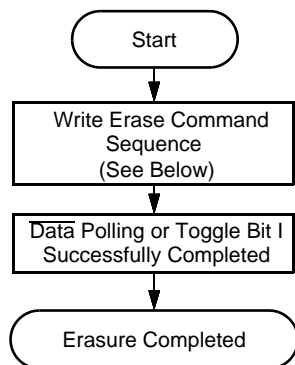 Start
Write Erase Command
Sequence
(See Below)
Data Polling or Toggle Bit I
Successfully Completed
Erasure Completed